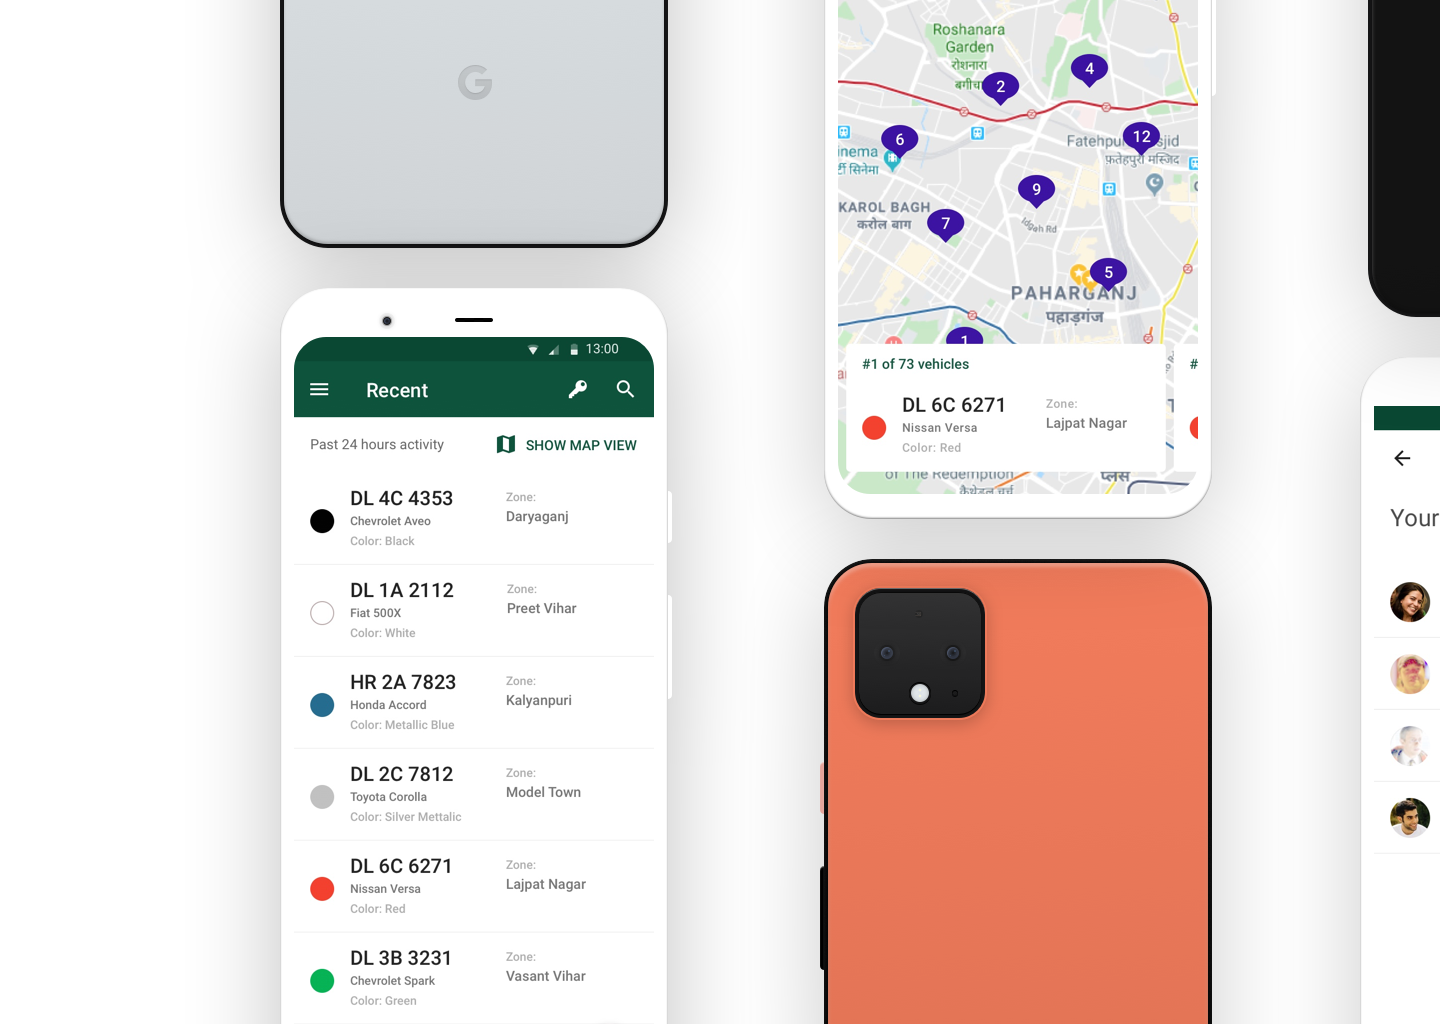 Roshanara
Garden
रोशनारा
बगीच
2
4
6
12
inema
र्टी सिनेमा
Fatehpu
sjid
फ़तेहपुरी मस्जिद
9
KAROL BAGH
करोल बाग
7
Idgah Rd
5
PAHARGANJ
पहाड़गंज
1
#1 of 73 vehicles
#
DL 6C 6271
Nissan Versa
Color: Red
Zone:
Lajpat Nagar
of The Redemption
कैथेड्रल चर्च
प्लेस
13:00
Recent
Past 24 hours activity
SHOW MAP VIEW
DL 4C 4353
Chevrolet Aveo
Color: Black
Zone:
Daryaganj
DL 1A 2112
Fiat 500X
Color: White
Zone:
Preet Vihar
HR 2A 7823
Honda Accord
Color: Metallic Blue
Zone:
Kalyanpuri
DL 2C 7812
Toyota Corolla
Color: Silver Mettalic
Zone:
Model Town
DL 6C 6271
Nissan Versa
Color: Red
Zone:
Lajpat Nagar
DL 3B 3231
Chevrolet Spark
Color: Green
Zone:
Vasant Vihar
Your